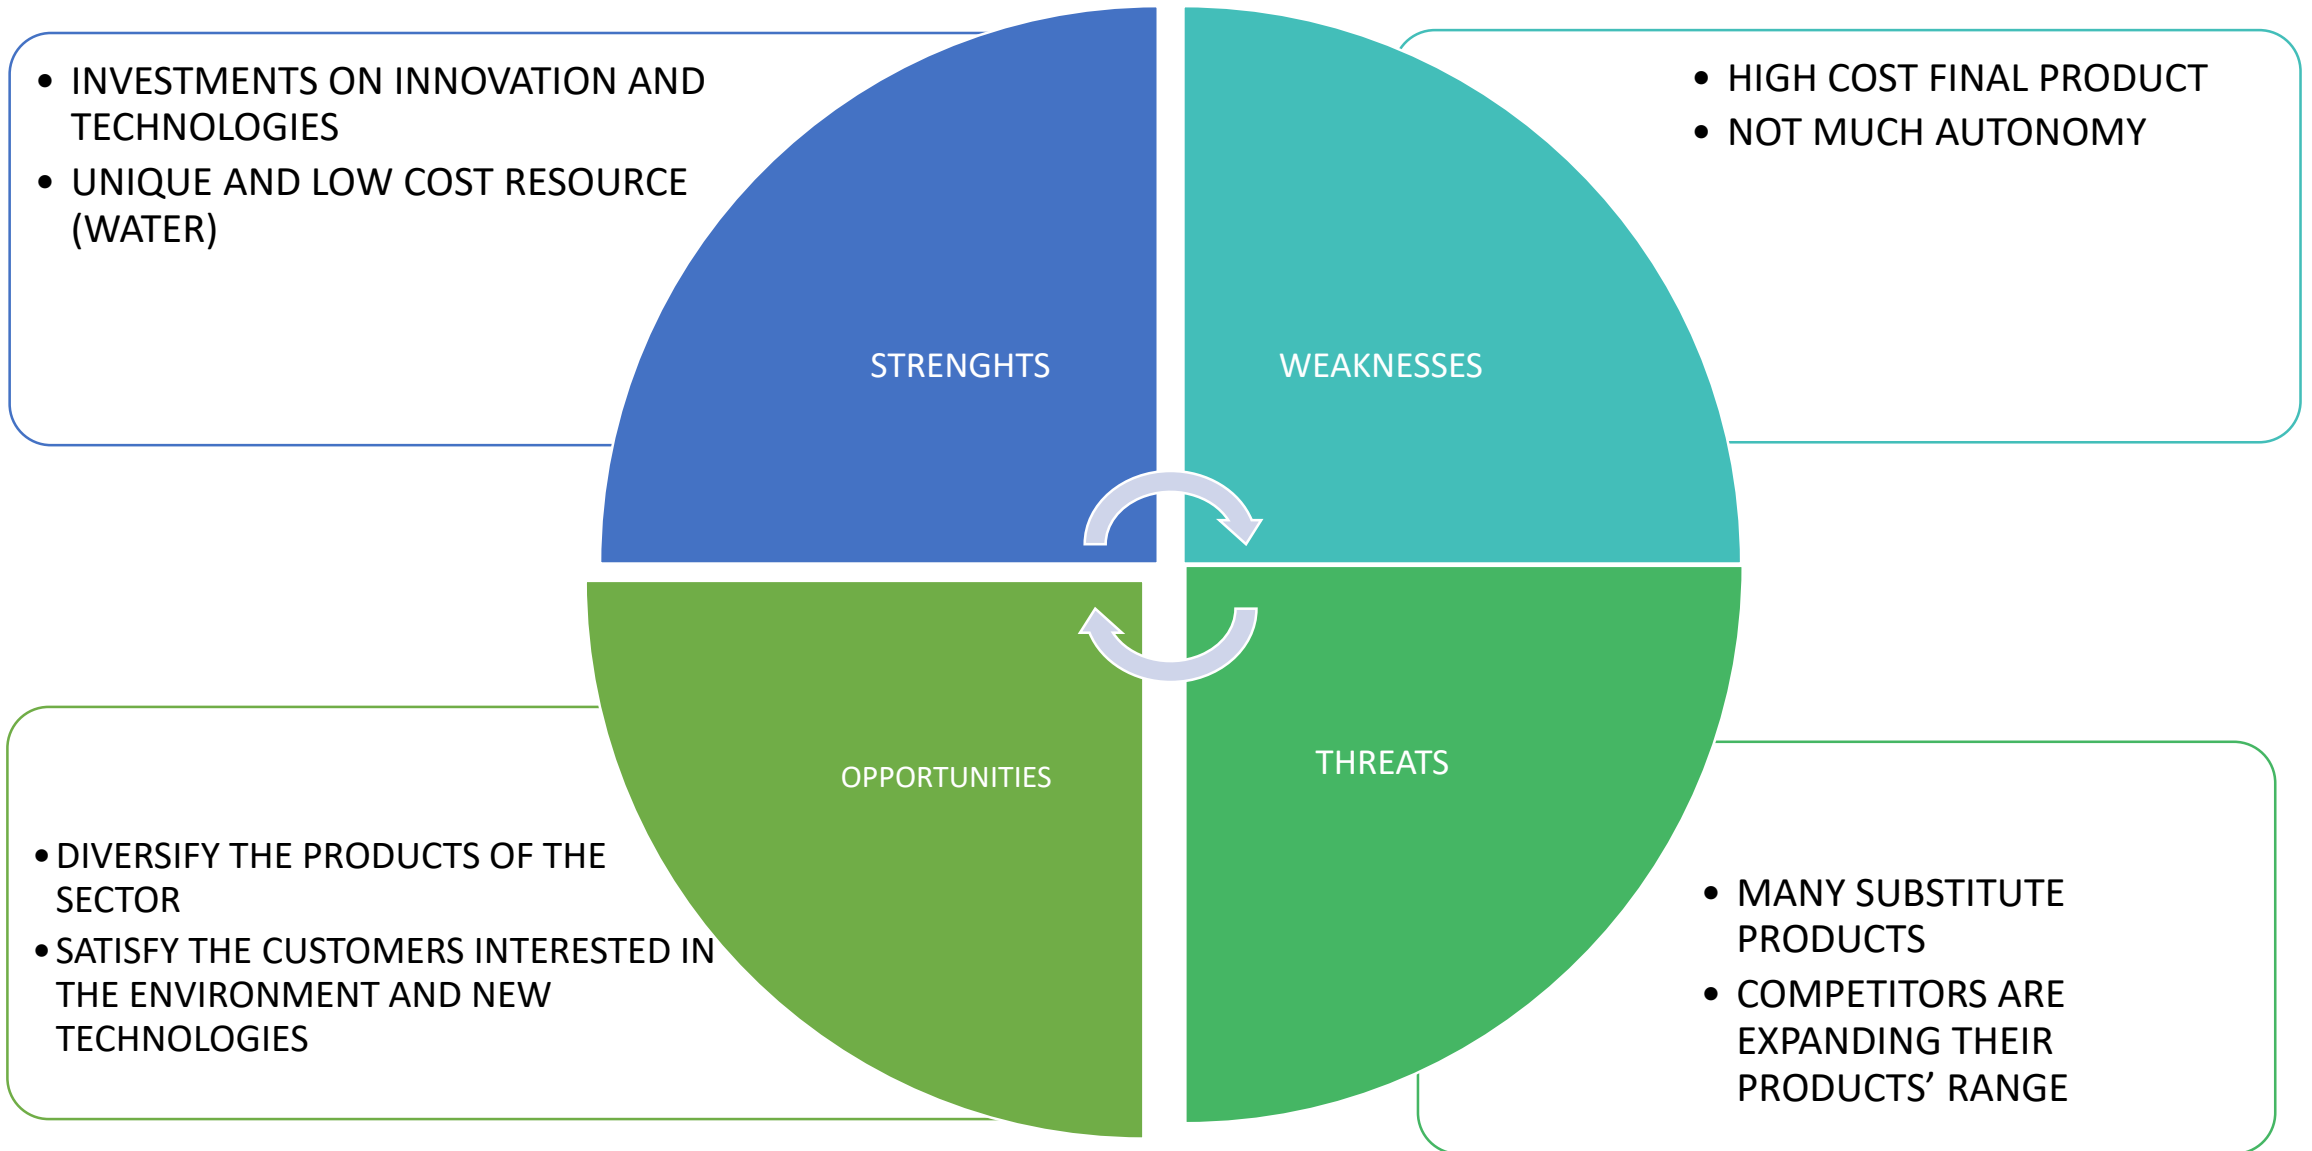 • INVESTMENTS ON INNOVATION AND
TECHNOLOGIES
• UNIQUE AND LOW COST RESOURCE
(WATER)
• HIGH COST FINAL PRODUCT
• NOT MUCH AUTONOMY
STRENGHTS
WEAKNESSES
OPPORTUNITIES
THREATS
• DIVERSIFY THE PRODUCTS OF THE
SECTOR
• SATISFY THE CUSTOMERS INTERESTED IN
THE ENVIRONMENT AND NEW
TECHNOLOGIES
• MANY SUBSTITUTE
PRODUCTS
• COMPETITORS ARE
EXPANDING THEIR
PRODUCTS’ RANGE